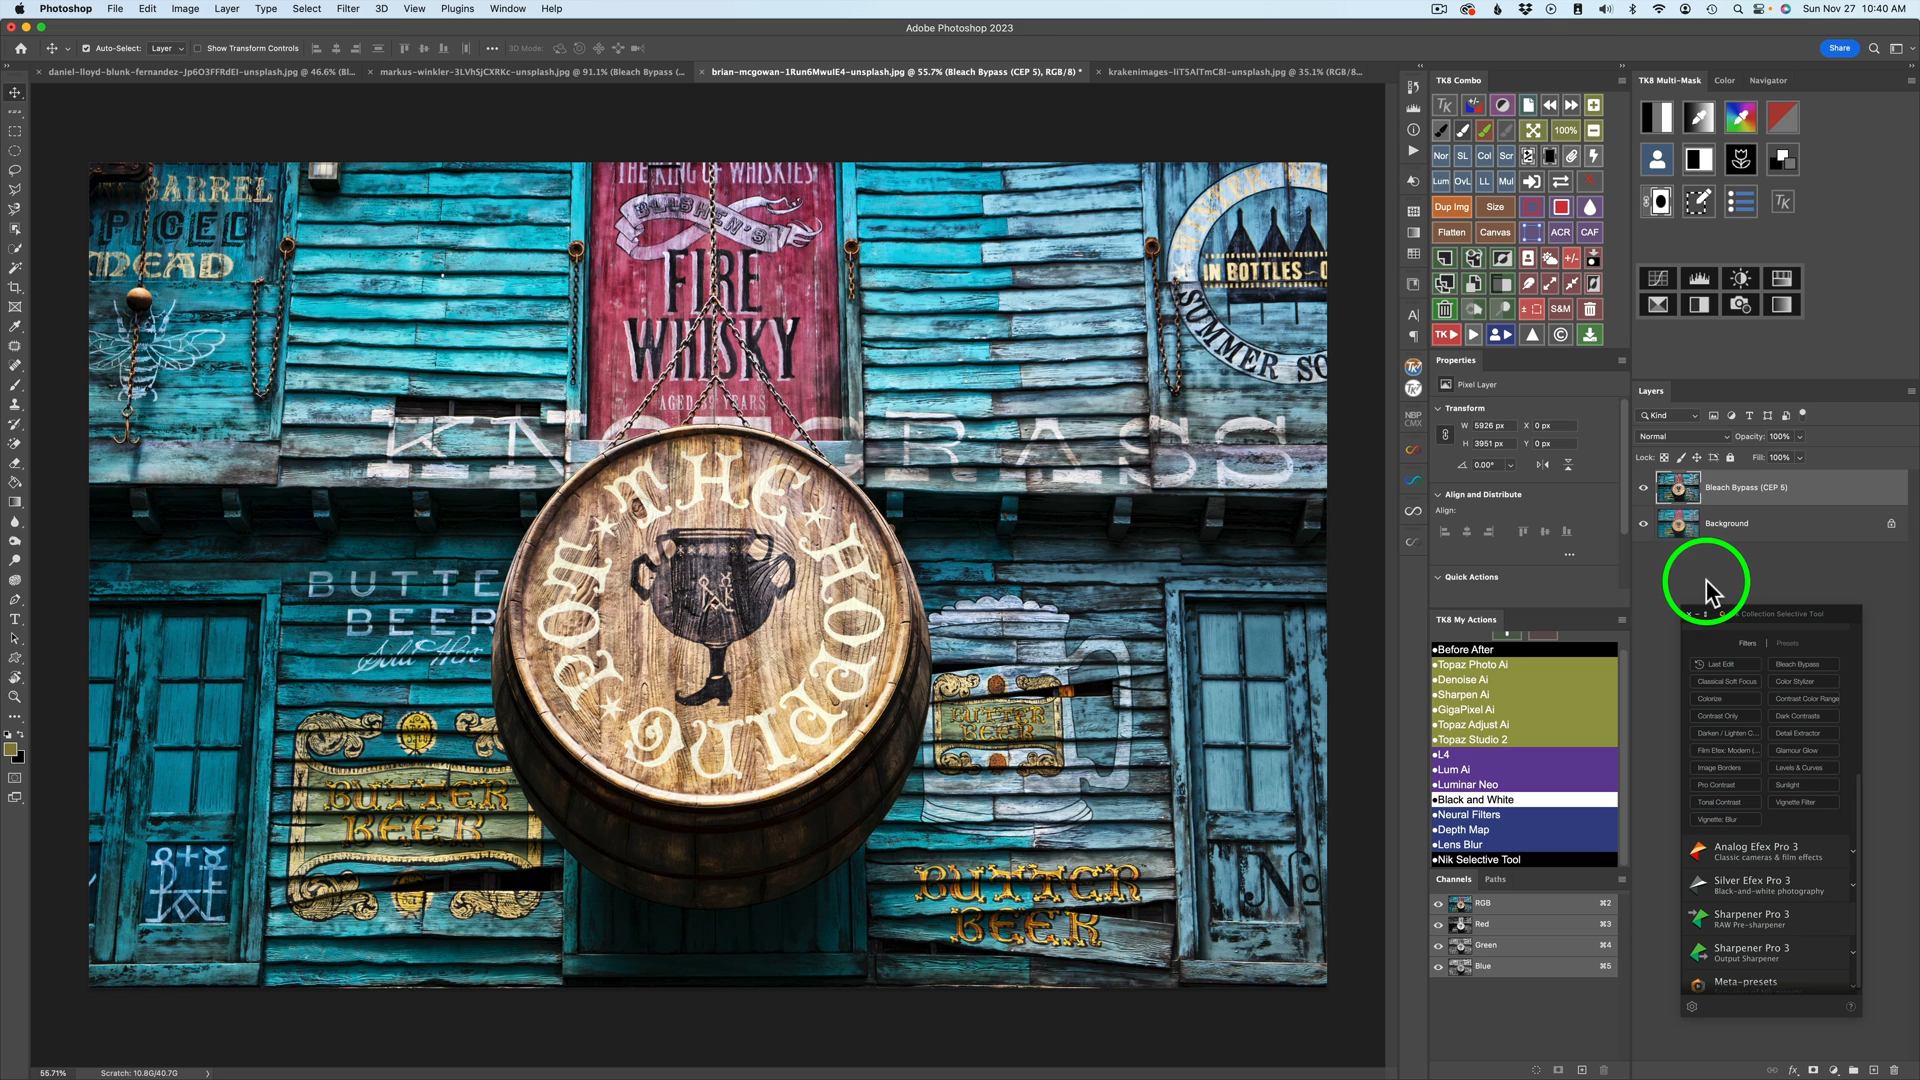 Photoshop File Edit Image Layer Type Select Filter 3D View Plugins Window Help
Sun Nov 27 10:40 AM
Adobe Photoshop 2023
Auto-Select: Layer Show Transform Controls 3D Mode: Share
daniel-lloyd-blunk-fernandez-Jp6O3FFRdEI-unsplash.jpg @ 46.6% (Bl...
markus-winkler-3LVhSjCXRKc-unsplash.jpg @ 91.1% (Bleach Bypass (...
brian-mcgowan-1Run6MwuIE4-unsplash.jpg @ 55.7% (Bleach Bypass (CEP 5), RGB/8) *
krakenimages-liT5AlTmC8I-unsplash.jpg @ 35.1% (RGB/8...
BARREL
PICED
MEAD
THE KING OF WHISKIES
FIRE
WHISKY
AGED
IN BOTTLES
SUMMER
THE HOPPING
BUTTE
BEER
Sold Here
BUTTER
BEER
BUTTER
BEER
BUTTER
BEER
No
TK8 Combo
100%
Nor SL Col Scr
Lum OvL LL Mul
Dup Img Size
Flatten Canvas ACR CAF
+/-
S&M
TK
Properties
Pixel Layer
Transform
W 5926 px X 0 px
H 3951 px Y 0 px
0.00°
Align and Distribute
Align:
Quick Actions
NBP
CMX
TK8 My Actions
Before After
Topaz Photo Ai
Denoise Ai
Sharpen Ai
GigaPixel Ai
Topaz Adjust Ai
Topaz Studio 2
L4
Lum Ai
Luminar Neo
Black and White
Neural Filters
Depth Map
Lens Blur
Nik Selective Tool
Channels Paths
RGB ⌘2
Red ⌘3
Green ⌘4
Blue ⌘5
TK8 Multi-Mask Color Navigator
TK
Layers
Kind
Normal Opacity: 100%
Lock: Fill: 100%
Bleach Bypass (CEP 5)
Background
Collection Selective Tool
Filters Presets
Last Edit Bleach Bypass
Classical Soft Focus Color Stylizer
Colorize Contrast Color Range
Contrast Only Dark Contrasts
Darken / Lighten C... Detail Extractor
Film Efex: Modern (... Glamour Glow
Image Borders Levels & Curves
Pro Contrast Sunlight
Tonal Contrast Vignette Filter
Vignette: Blur
Analog Efex Pro 3
Classic cameras & film effects
Silver Efex Pro 3
Black-and-white photography
Sharpener Pro 3
RAW Pre-sharpener
Sharpener Pro 3
Output Sharpener
Meta-presets
55.71% Scratch: 10.8G/40.7G